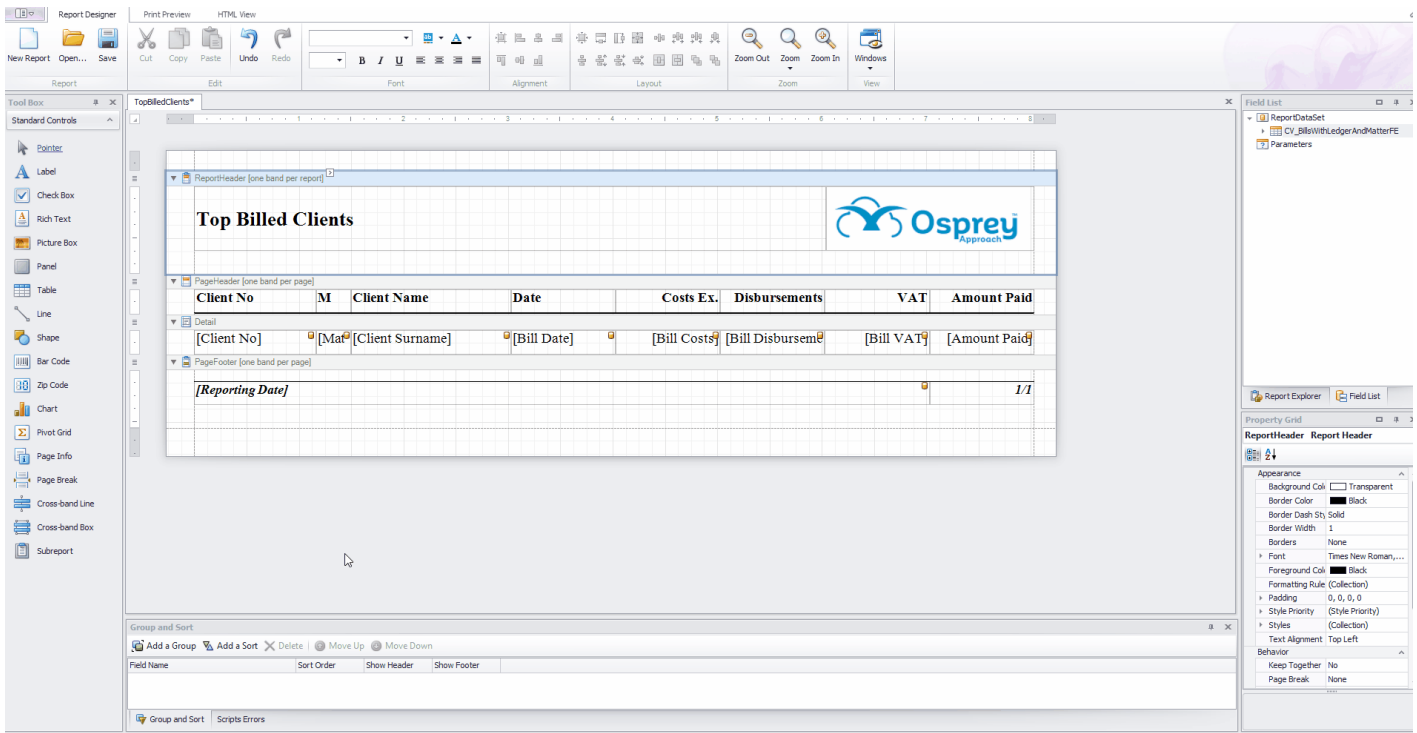 Report Designer Print Preview HTML View
New Report Open... Save Cut Copy Paste Undo Redo B I U Zoom Out Zoom Zoom In Windows
Report Edit Font Alignment Layout Zoom View
Tool Box
Standard Controls
Pointer
Label
Check Box
Rich Text
Picture Box
Panel
Table
Line
Shape
Bar Code
Zip Code
Chart
Pivot Grid
Page Info
Page Break
Cross-band Line
Cross-band Box
Subreport
TopBilledClients*
1 2 3 4 5 6 7 8
ReportHeader [one band per report]
Top Billed Clients
Osprey
Approach
PageHeader [one band per page]
Client No M Client Name Date Costs Ex. Disbursements VAT Amount Paid
Detail
[Client No] [Mat [Client Surname] [Bill Date] [Bill Costs] [Bill Disburseme [Bill VAT] [Amount Paid]
PageFooter [one band per page]
[Reporting Date] 1/1
Group and Sort
Add a Group Add a Sort Delete Move Up Move Down
Field Name Sort Order Show Header Show Footer
Group and Sort Scripts Errors
Field List
ReportDataSet
CV_BillsWithLedgerAndMatterFE
Parameters
Report Explorer Field List
Property Grid
ReportHeader Report Header
Appearance
Background Col Transparent
Border Color Black
Border Dash Sty Solid
Border Width 1
Borders None
Font Times New Roman,...
Foreground Col Black
Formatting Rule (Collection)
Padding 0, 0, 0, 0
Style Priority (Style Priority)
Styles (Collection)
Text Alignment Top Left
Behavior
Keep Together No
Page Break None